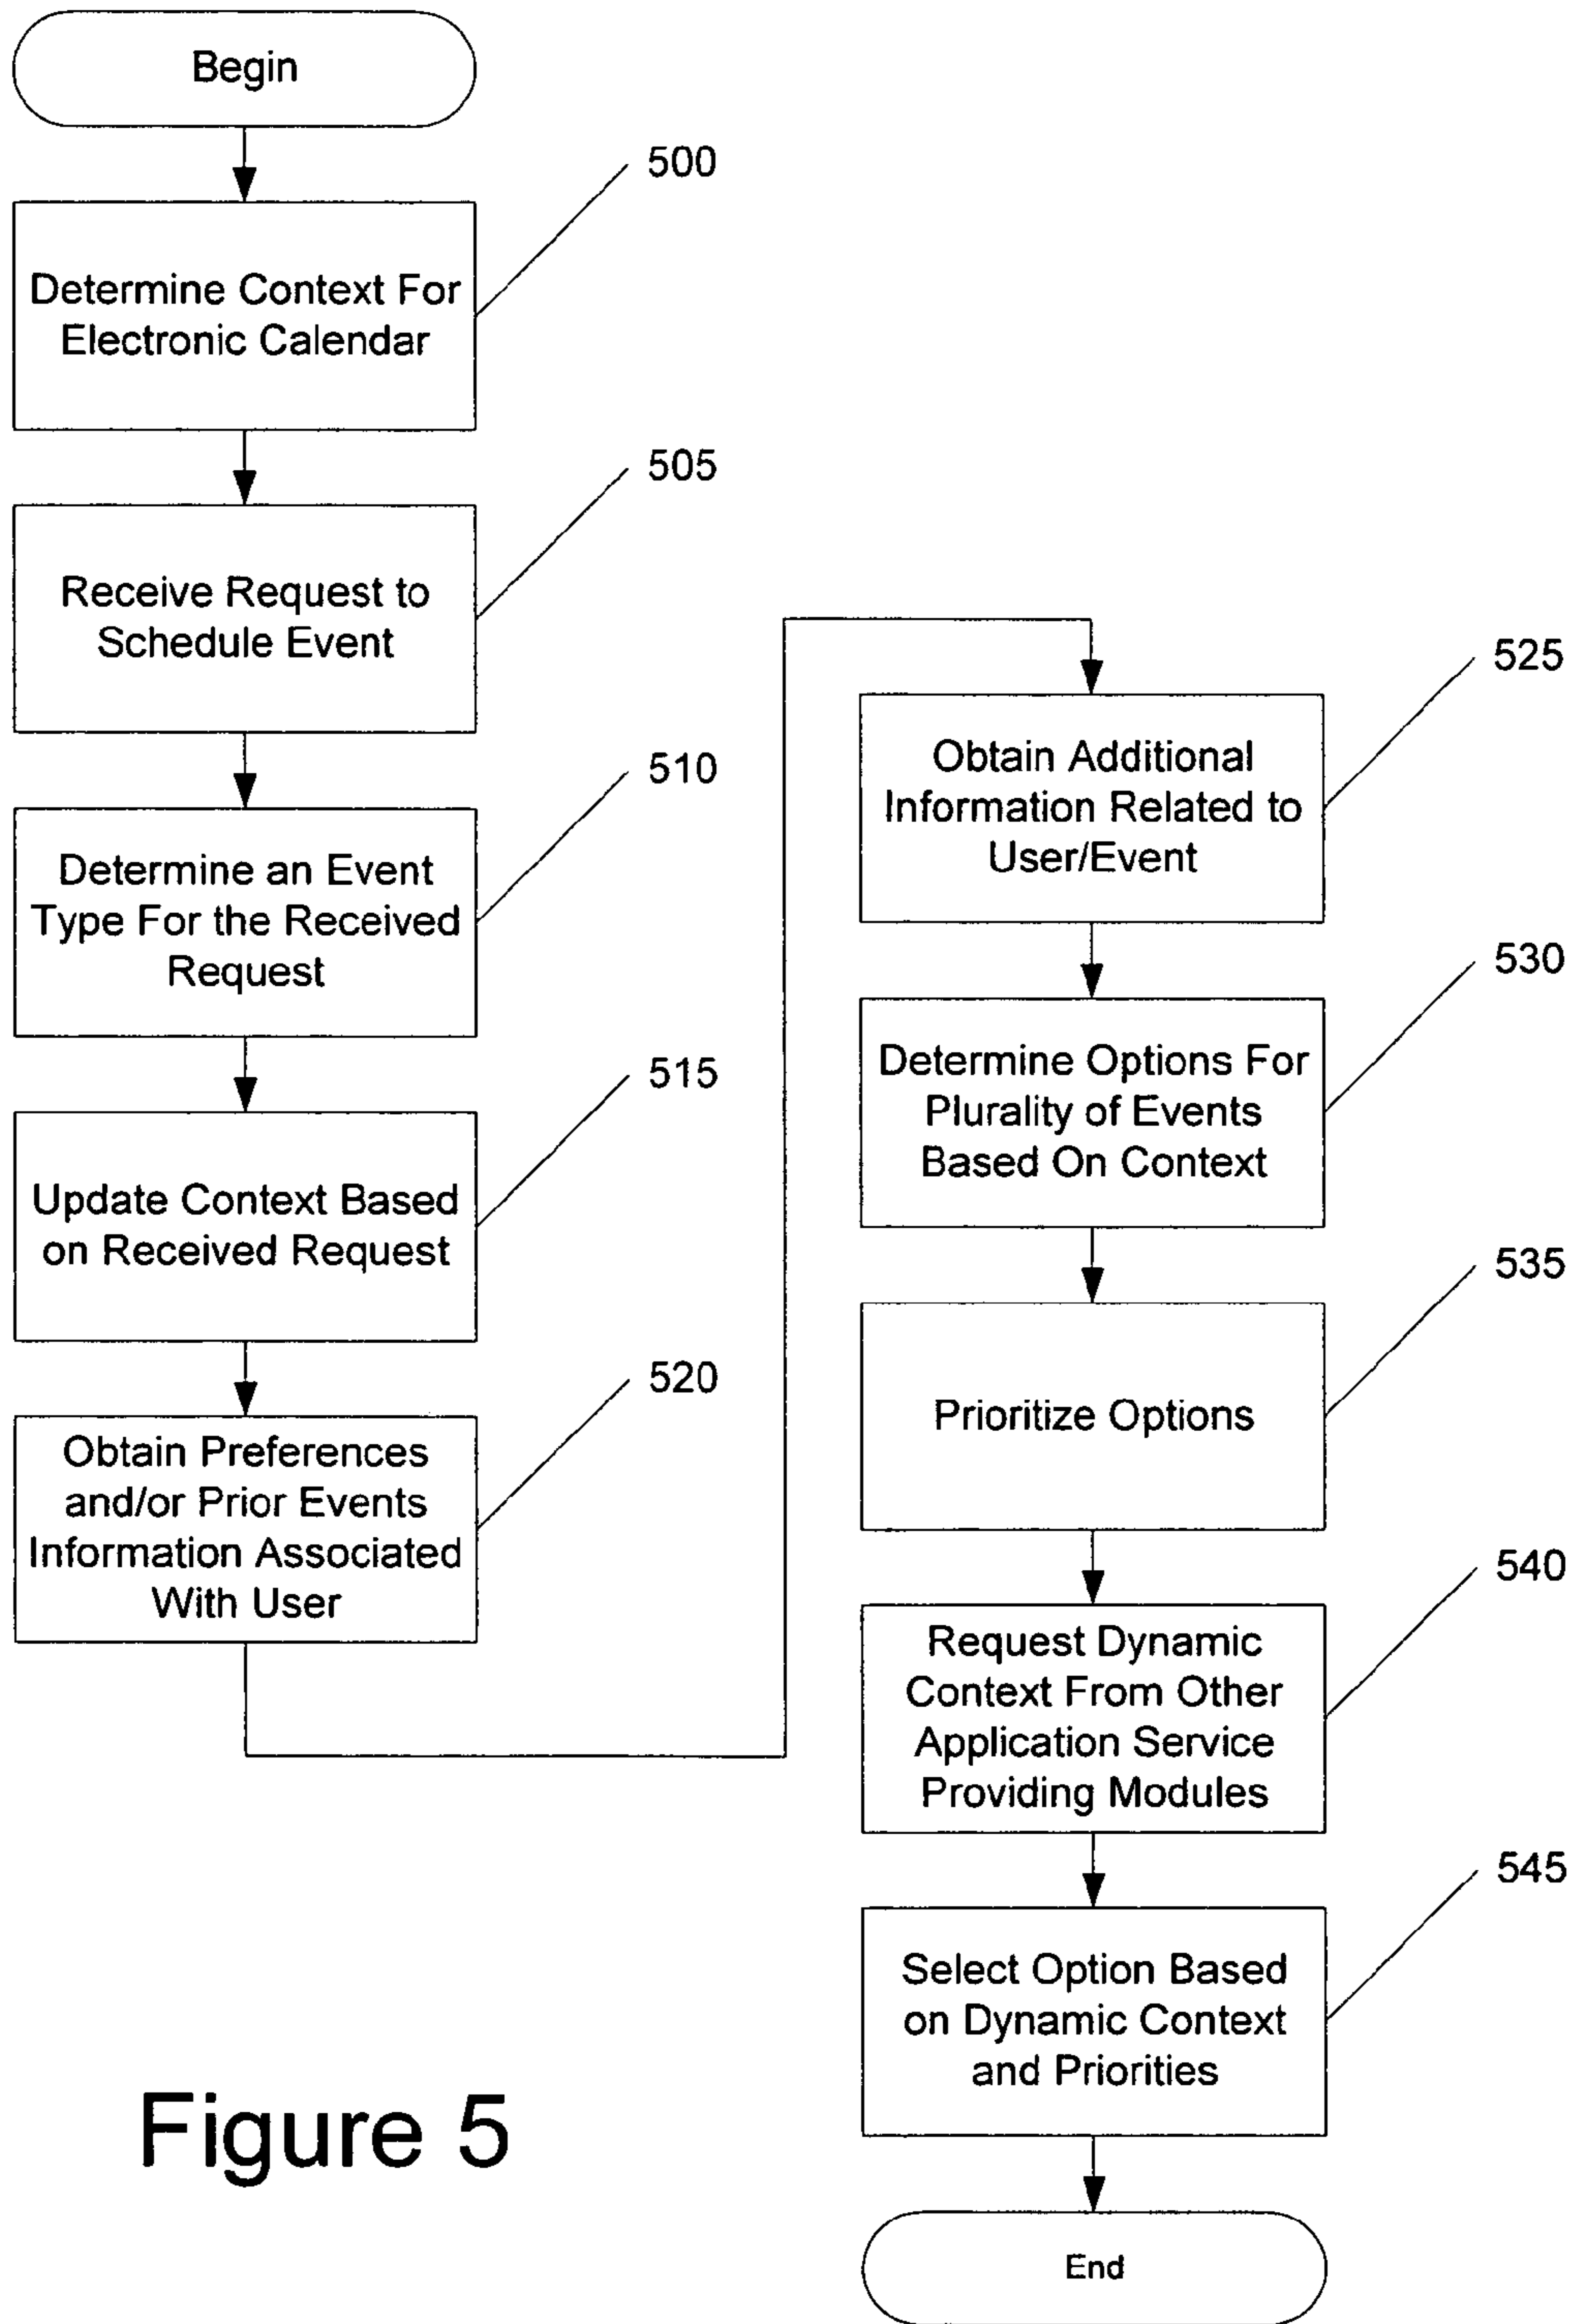 Begin
500
Determine Context For
Electronic Calendar
505
Receive Request to
Schedule Event
510
Determine an Event
Type For the Received
Request
515
Update Context Based
on Received Request
520
Obtain Preferences
and/or Prior Events
Information Associated
With User
525
Obtain Additional
Information Related to
User/Event
530
Determine Options For
Plurality of Events
Based On Context
535
Prioritize Options
540
Request Dynamic
Context From Other
Application Service
Providing Modules
545
Select Option Based
on Dynamic Context
and Priorities
End
Figure 5